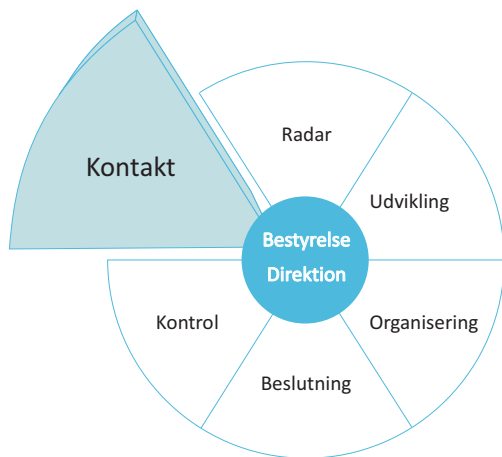 Radar
Kontakt
Udvikling
Bestyrelse
Direktion
Kontrol
Organisering
Beslutning